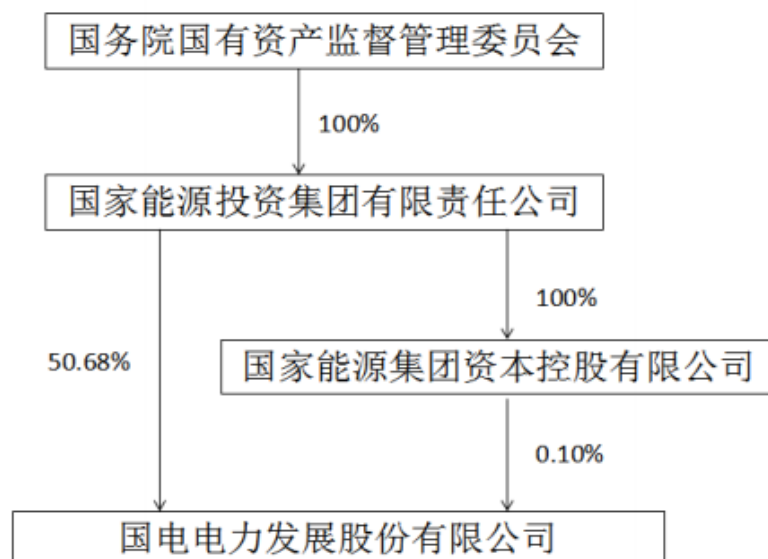 国务院国有资产监督管理委员会
100%
国家能源投资集团有限责任公司
100%
50.68%
国家能源集团资本控股有限公司
0.10%
国电电力发展股份有限公司